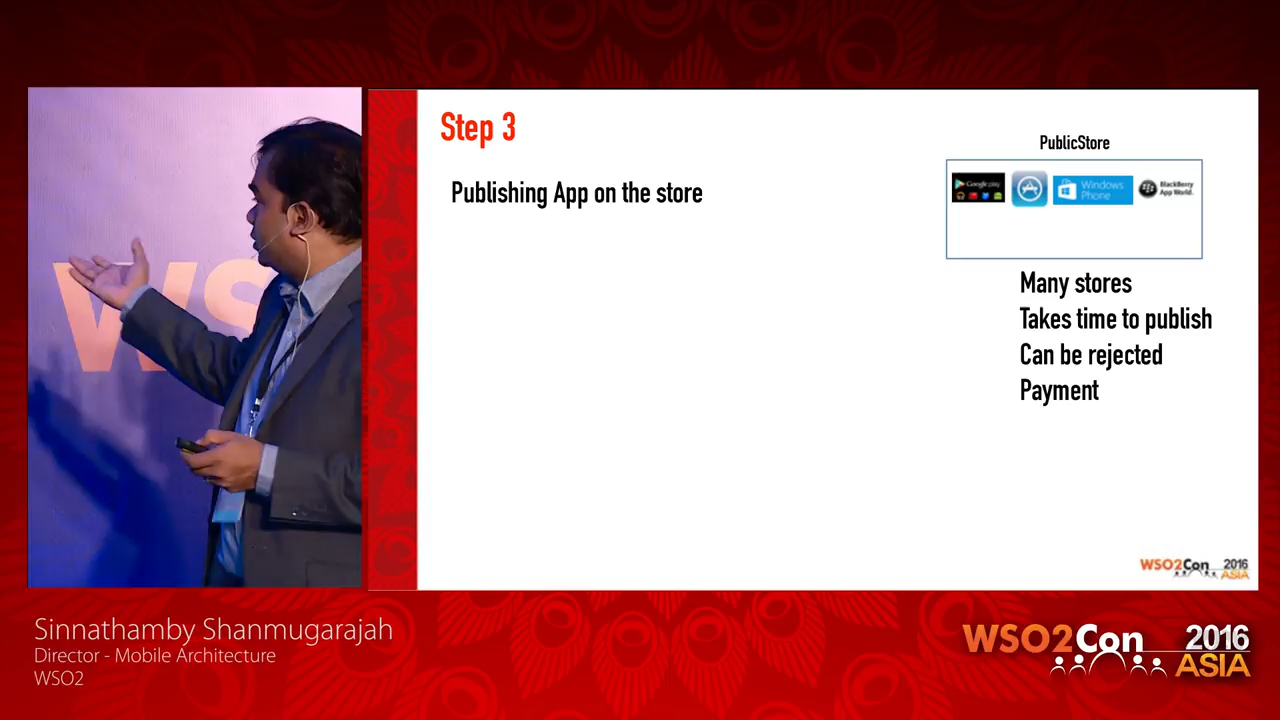 Step 3
Publishing App on the store
PublicStore
Google play
Windows Phone
BlackBerry App World.
Many stores
Takes time to publish
Can be rejected
Payment
WSO2Con 2016 ASIA
WS
Sinnathamby Shanmugarajah
Director - Mobile Architecture
WSO2
WSO2Con 2016 ASIA